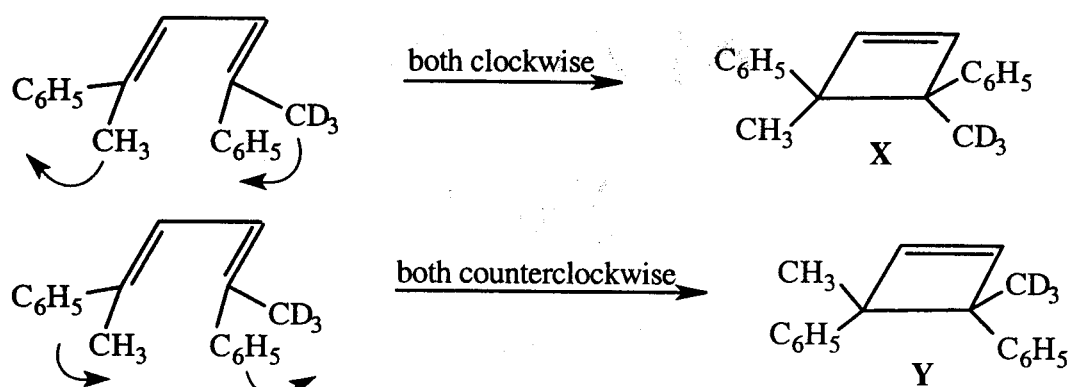 C₆H₅ CH₃ C₆H₅ CD₃
both clockwise
C₆H₅ CH₃ C₆H₅ CD₃
X
C₆H₅ CH₃ C₆H₅ CD₃
both counterclockwise
CH₃ C₆H₅ CD₃ C₆H₅
Y